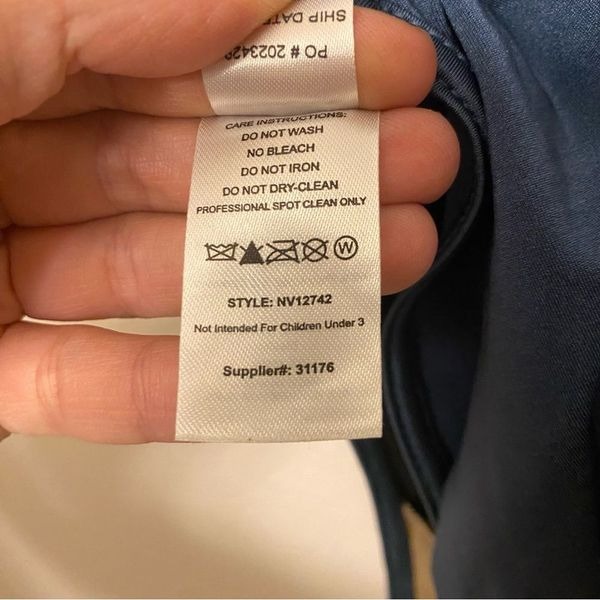 SHIP DATE
PO # 2023429
CARE INSTRUCTIONS:
DO NOT WASH
NO BLEACH
DO NOT IRON
DO NOT DRY-CLEAN
PROFESSIONAL SPOT CLEAN ONLY
W
STYLE: NV12742
Not Intended For Children Under 3
Supplier#: 31176